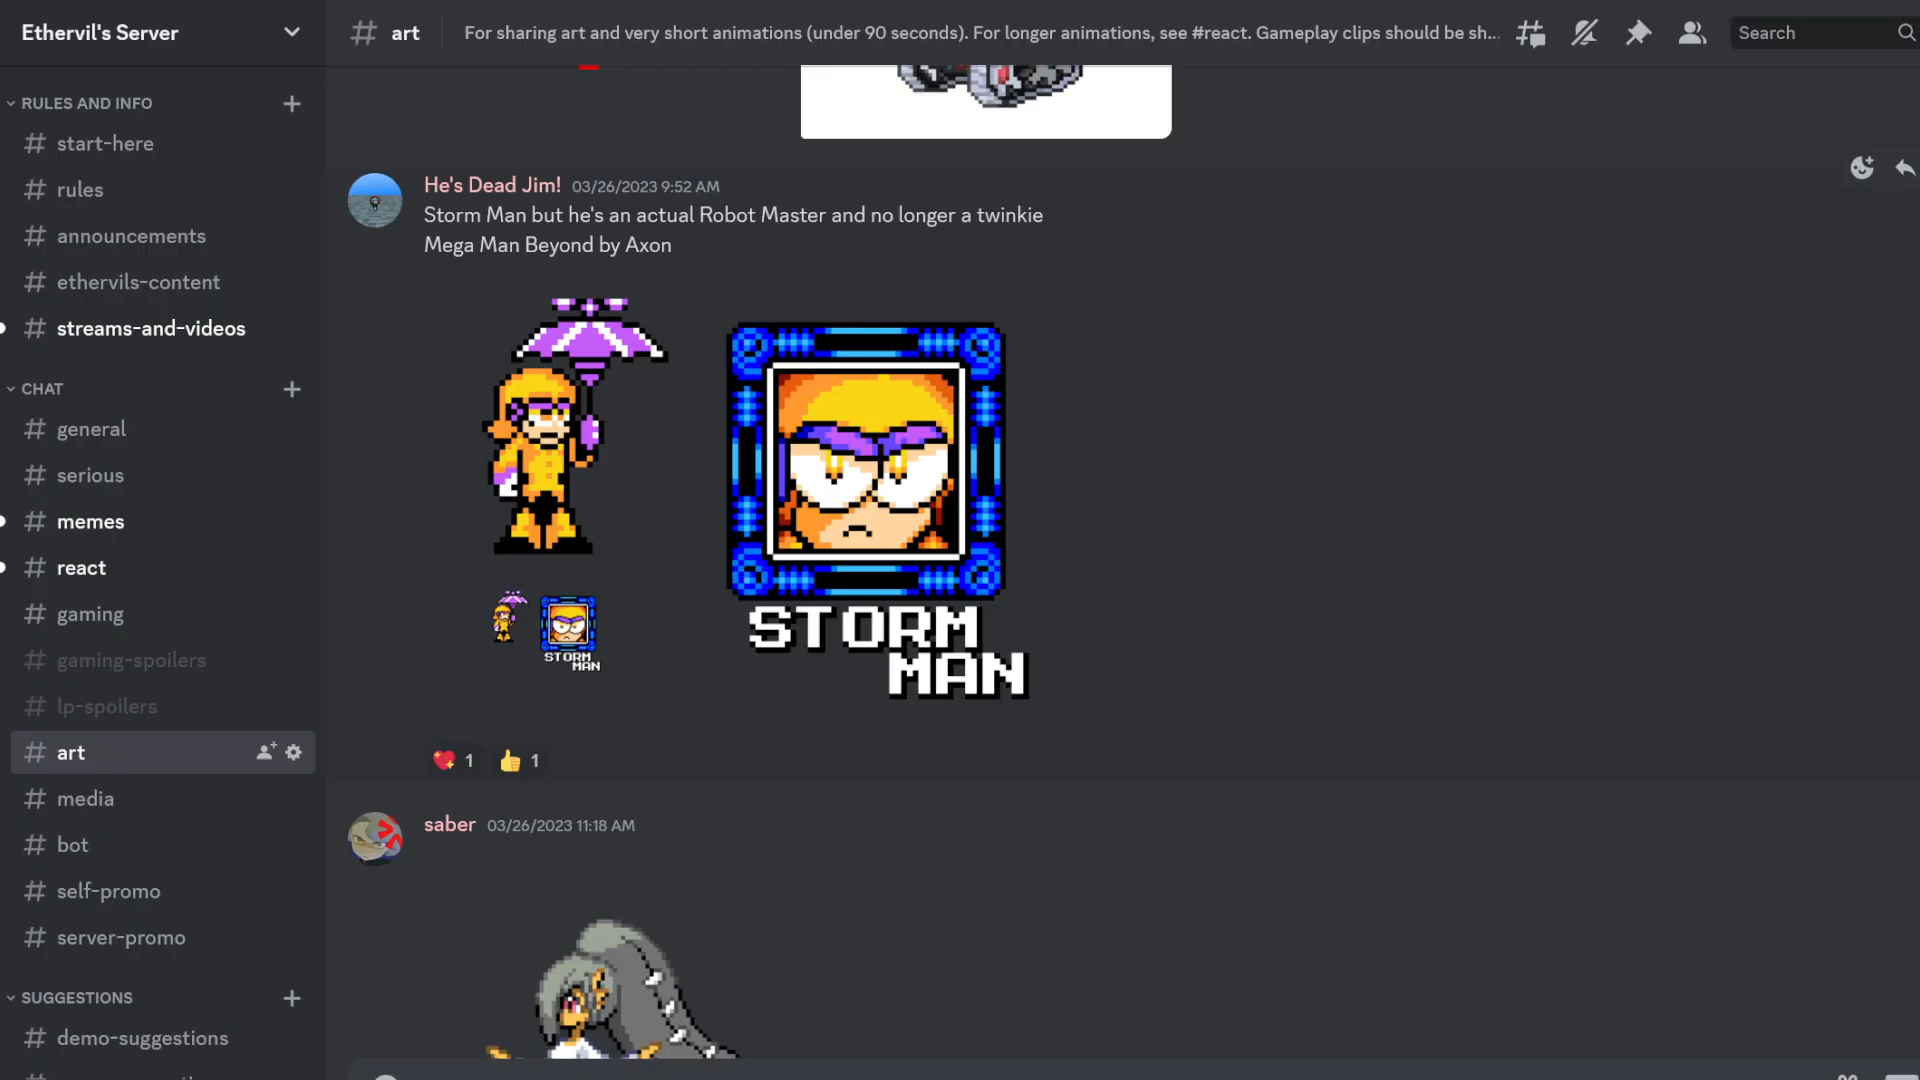 Ethervil's Server
# art
For sharing art and very short animations (under 90 seconds). For longer animations, see #react. Gameplay clips should be sh...
Search
RULES AND INFO
# start-here
# rules
# announcements
# ethervils-content
# streams-and-videos
CHAT
# general
# serious
# memes
# react
# gaming
# gaming-spoilers
# lp-spoilers
# art
# media
# bot
# self-promo
# server-promo
SUGGESTIONS
# demo-suggestions
He's Dead Jim! 03/26/2023 9:52 AM
Storm Man but he's an actual Robot Master and no longer a twinkie
Mega Man Beyond by Axon
STORM
MAN
STORM
MAN
1 1
saber 03/26/2023 11:18 AM